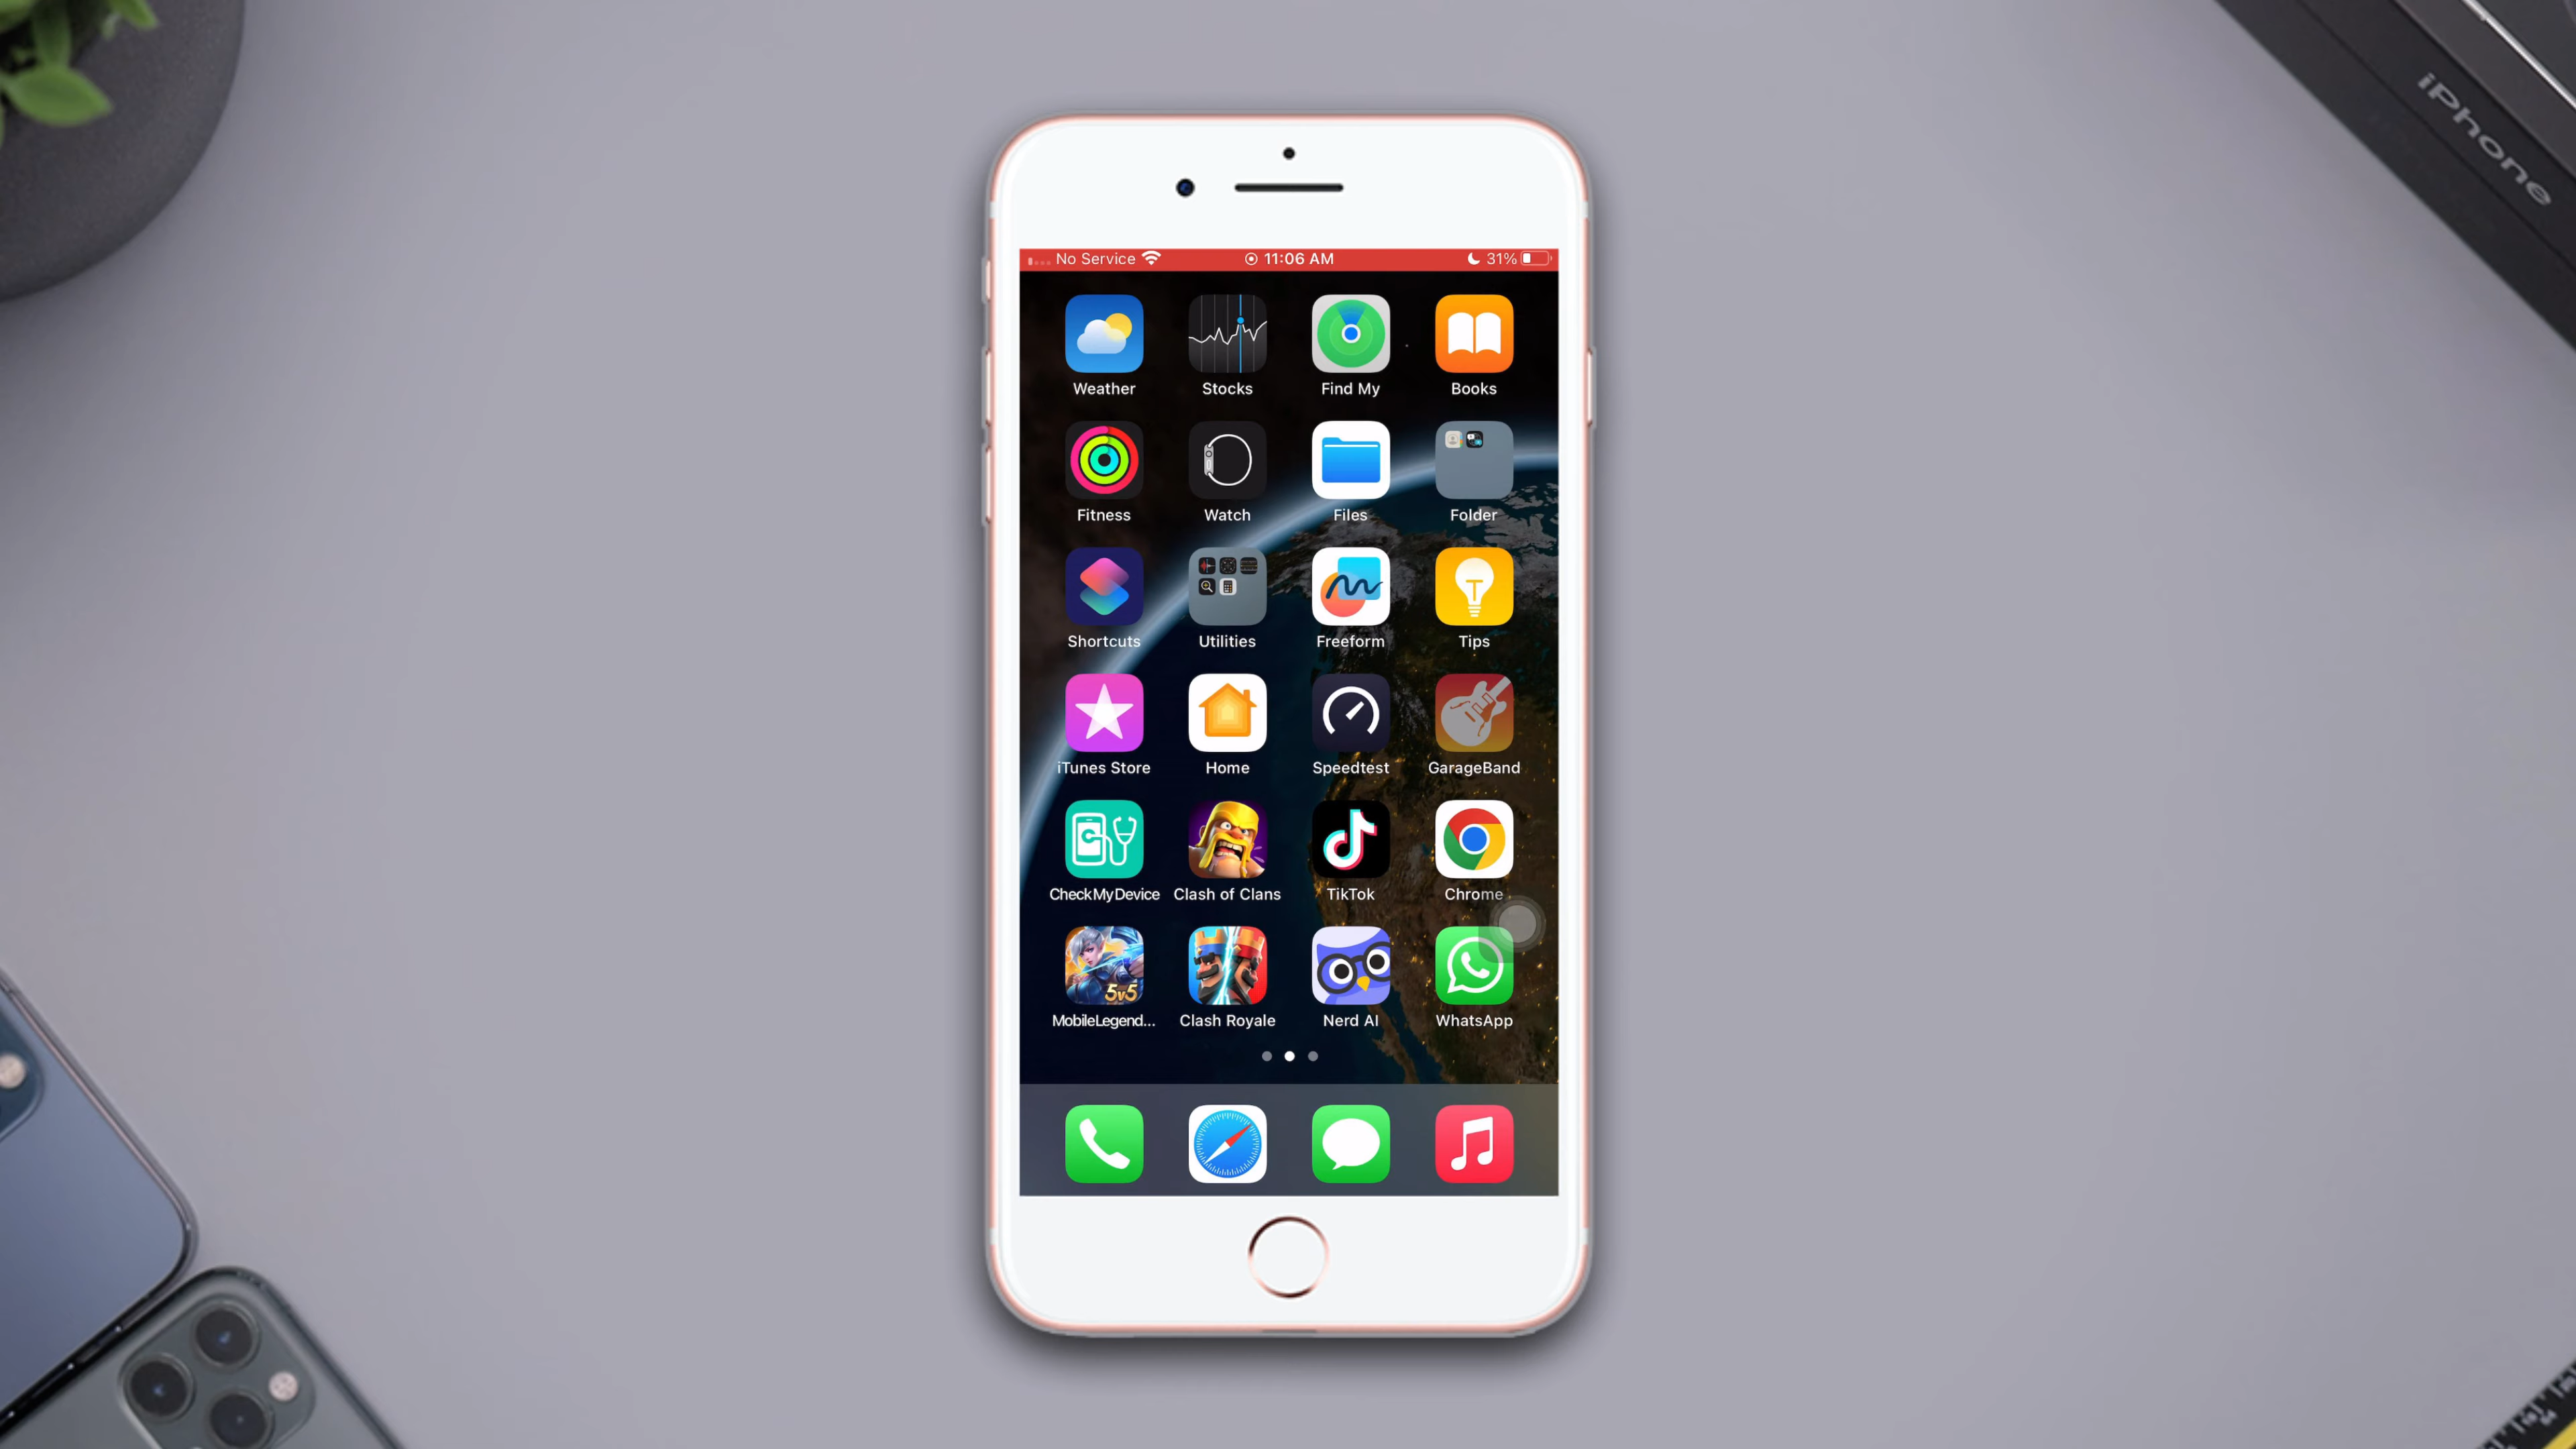 iPhone
No Service 11:06 AM 31%
Weather Stocks Find My Books
Fitness Watch Files Folder
Shortcuts Utilities Freeform Tips
iTunes Store Home Speedtest GarageBand
CheckMyDevice Clash of Clans TikTok Chrome
5v5
MobileLegend... Clash Royale Nerd AI WhatsApp